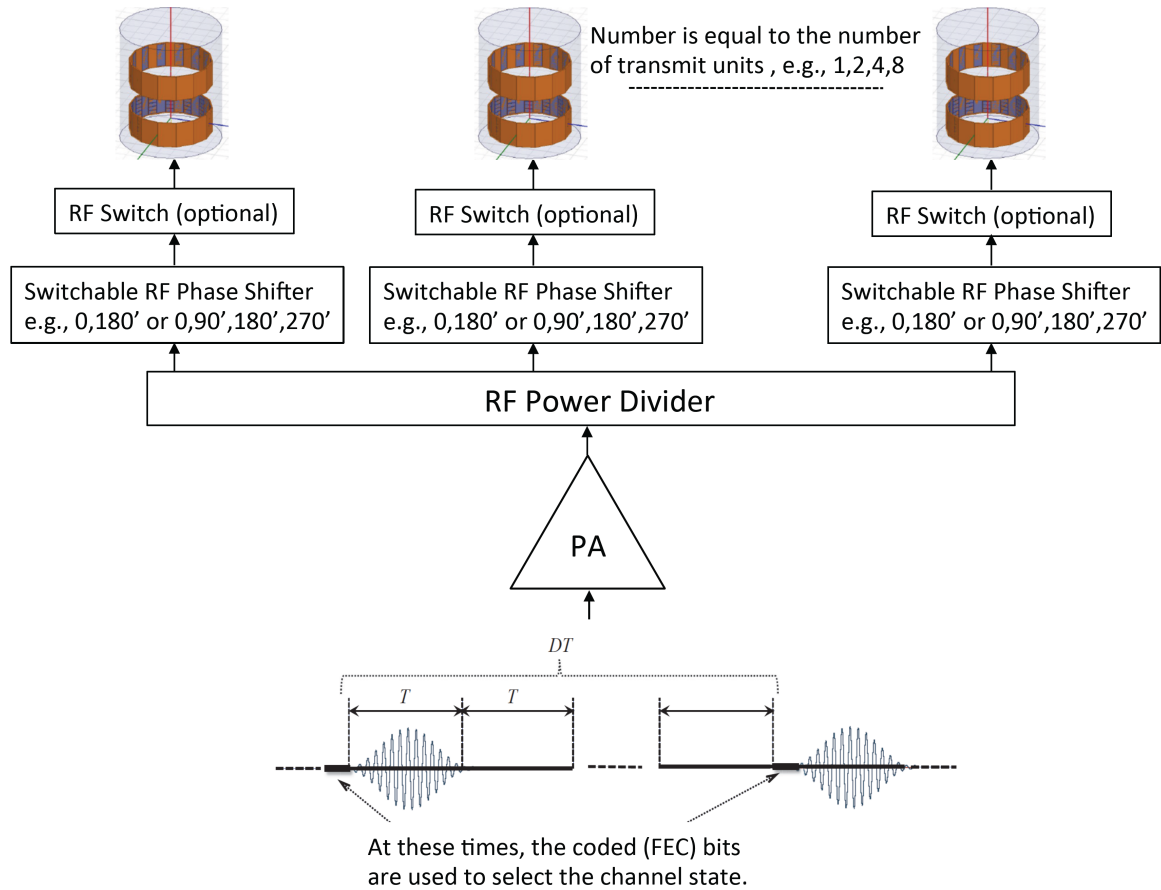 Number is equal to the number
of transmit units , e.g., 1,2,4,8
RF Switch (optional)
RF Switch (optional)
RF Switch (optional)
Switchable RF Phase Shifter
e.g., 0,180’ or 0,90’,180’,270’
Switchable RF Phase Shifter
e.g., 0,180’ or 0,90’,180’,270’
Switchable RF Phase Shifter
e.g., 0,180’ or 0,90’,180’,270’
RF Power Divider
PA
DT
T
T
At these times, the coded (FEC) bits
are used to select the channel state.